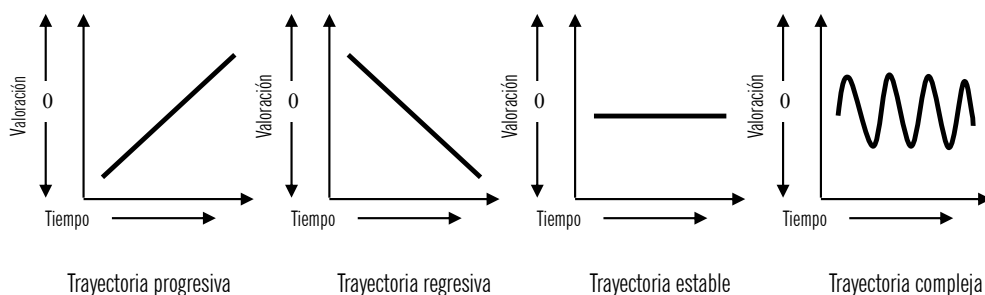 Valoración
0
Tiempo
Trayectoria progresiva
Valoración
0
Tiempo
Trayectoria regresiva
Valoración
0
Tiempo
Trayectoria estable
Valoración
0
Tiempo
Trayectoria compleja